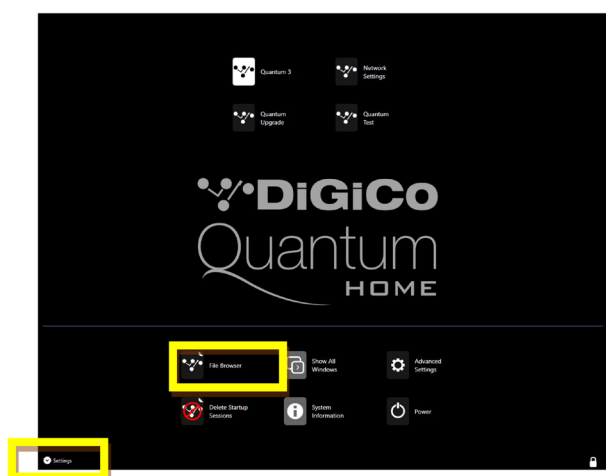 Quantum 3
Network
Settings
Quantum
Upgrade
Quantum
Test
DiGiCo
Quantum
HOME
File Browser
Show All
Windows
Advanced
Settings
Delete Startup
Sessions
System
Information
Power
Settings